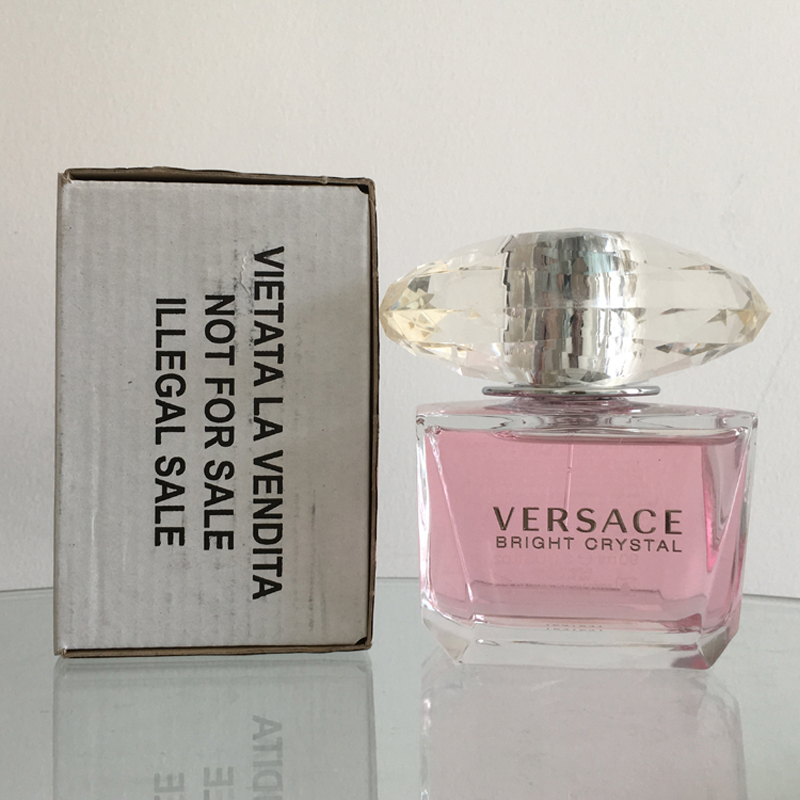 VIETATA LA VENDITA
NOT FOR SALE
ILLEGAL SALE
VERSACE
BRIGHT CRYSTAL